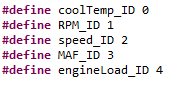 #define coolTemp_ID 0
#define RPM_ID 1
#define speed_ID 2
#define MAF_ID 3
#define engineLoad_ID 4